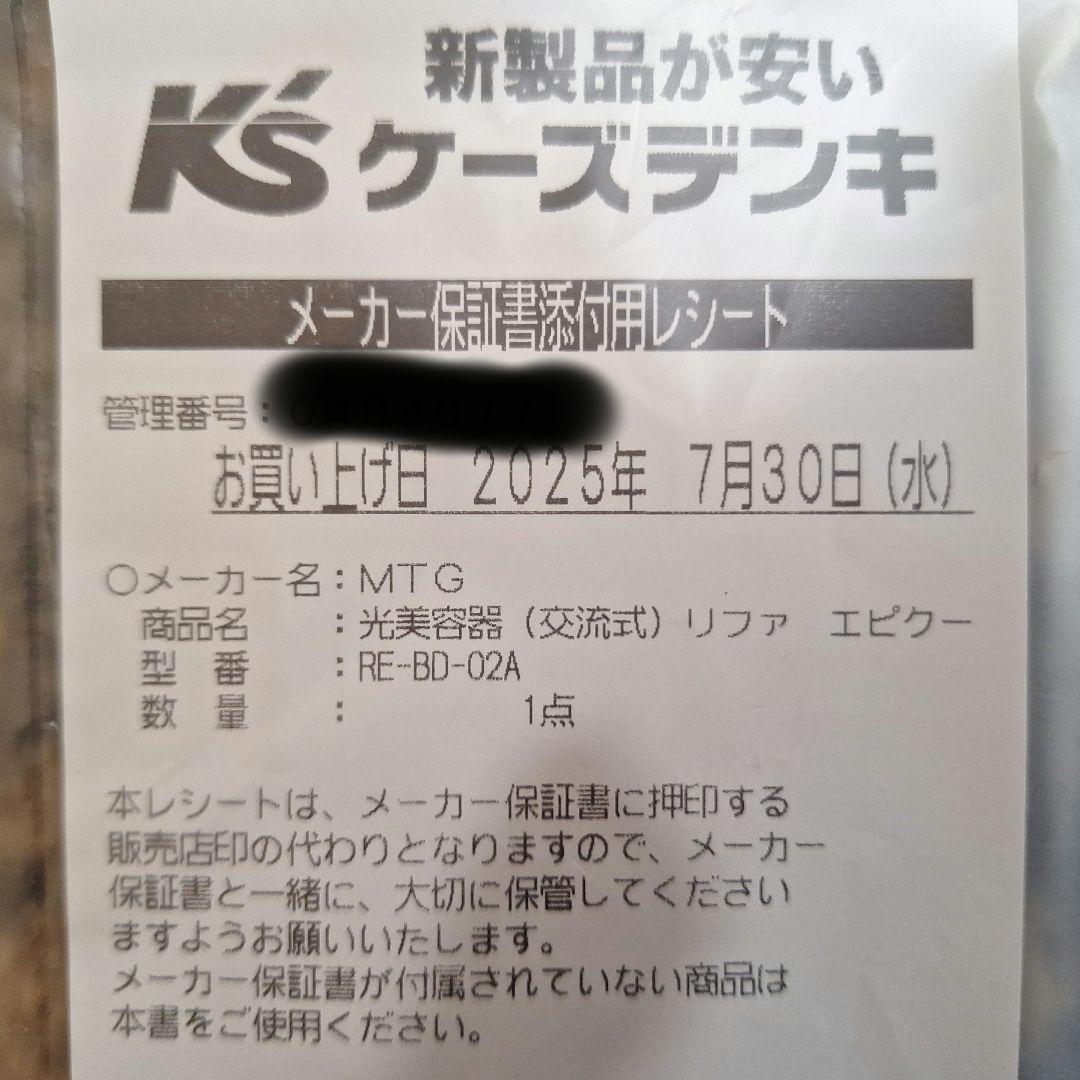 新製品が安い
K's ケーズデンキ
メーカー保証書添付用レシート
管理番号：
お買い上げ日 2025年 7月30日（水）
○メーカー名：MTG
商品名：光美容器（交流式）リファ エピクー
型番：RE-BD-02A
数量：1点
本レシートは、メーカー保証書に押印する
販売店印の代わりとなりますので、メーカー
保証書と一緒に、大切に保管してください
ますようお願いいたします。
メーカー保証書が付属されていない商品は
本書をご使用ください。